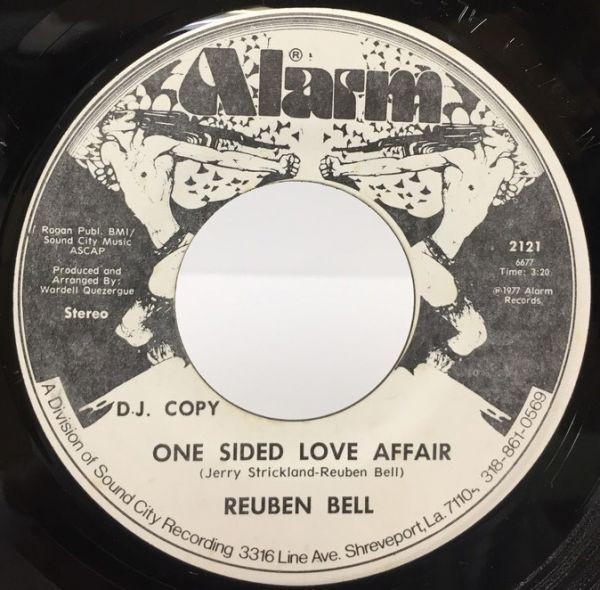 Alarm®
Rogan Publ. BMI/
Sound City Music
ASCAP
Produced and
Arranged By:
Wardell Quezergue
Stereo
2121
6677
Time: 3:20
℗1977 Alarm
Records
D.J. COPY
ONE SIDED LOVE AFFAIR
(Jerry Strickland-Reuben Bell)
REUBEN BELL
A Division of Sound City Recording 3316 Line Ave. Shreveport, La. 318-861-0569